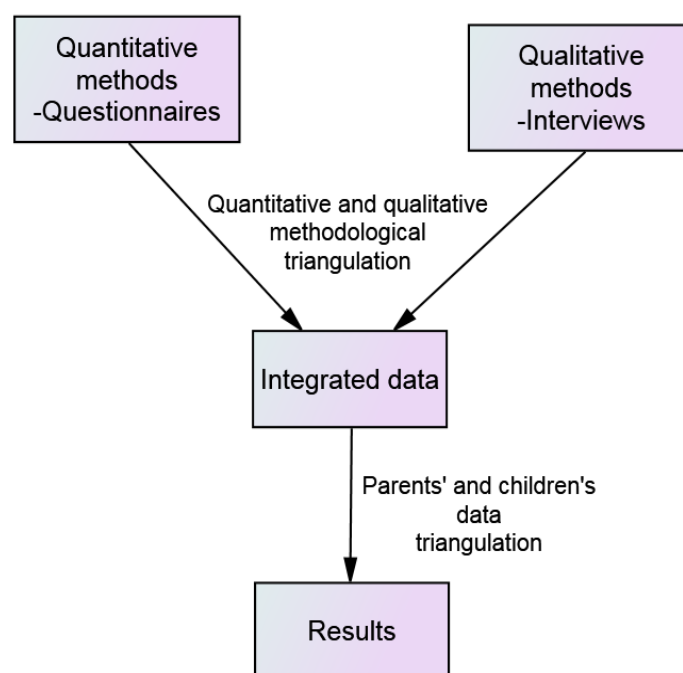 Quantitative
methods
-Questionnaires
Qualitative
methods
-Interviews
Quantitative and qualitative
methodological
triangulation
Integrated data
Parents' and children's
data
triangulation
Results